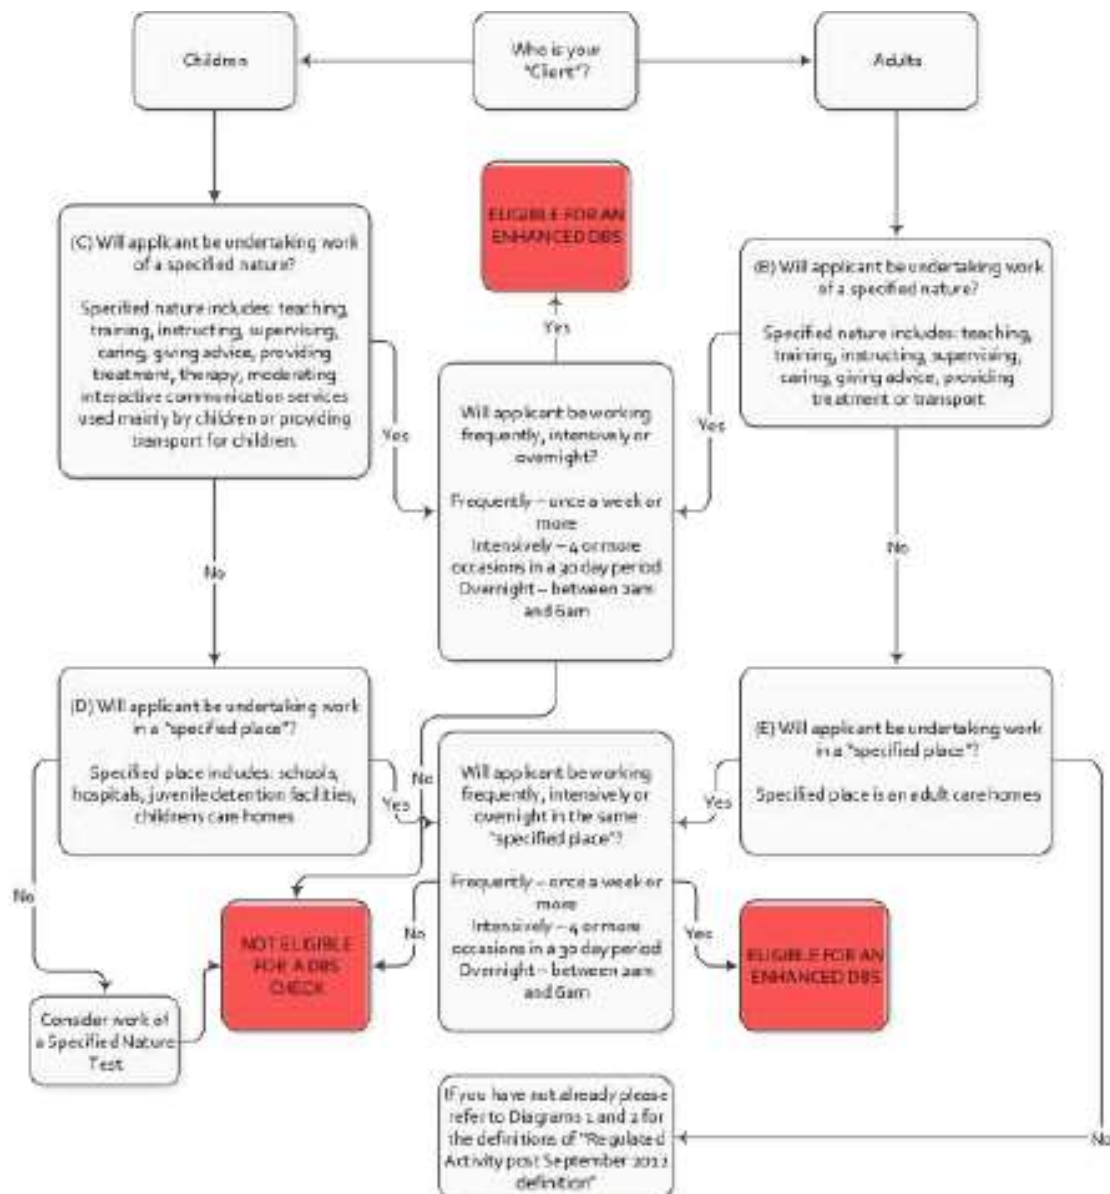 Children
Who is your
"Client"?
Adults
ELIGIBLE FOR AN
ENHANCED DBS
(C) Will applicant be undertaking work
of a specified nature?
Specified nature includes: teaching,
training, instructing, supervising,
caring, giving advice, providing
treatment, therapy, moderating
interactive communication services
used mainly by children or providing
transport for children.
(B) Will applicant be undertaking work
of a specified nature?
Specified nature includes: teaching,
training, instructing, supervising,
caring, giving advice, providing
treatment or transport
Yes
Yes
Yes
Will applicant be working
frequently, intensively or
overnight?
Frequently – once a week or
more
Intensively – 4 or more
occasions in a 30 day period
Overnight – between 2am
and 6am
No
No
(D) Will applicant be undertaking work
in a "specified place"?
Specified place includes: schools,
hospitals, juvenile detention facilities,
childrens care homes
No
Yes
Will applicant be working
frequently, intensively or
overnight in the same
"specified place"?
Frequently – once a week or
more
Intensively – 4 or more
occasions in a 30 day period
Overnight – between 2am
and 6am
Yes
(E) Will applicant be undertaking work
in a "specified place"?
Specified place is an adult care homes
No
NOT ELIGIBLE
FOR A DBS
CHECK
No
Yes
ELIGIBLE FOR AN
ENHANCED DBS
Consider work of
a Specified Nature
Test
If you have not already please
refer to Diagrams 1 and 2 for
the definitions of "Regulated
Activity post September 2012
definition"
No